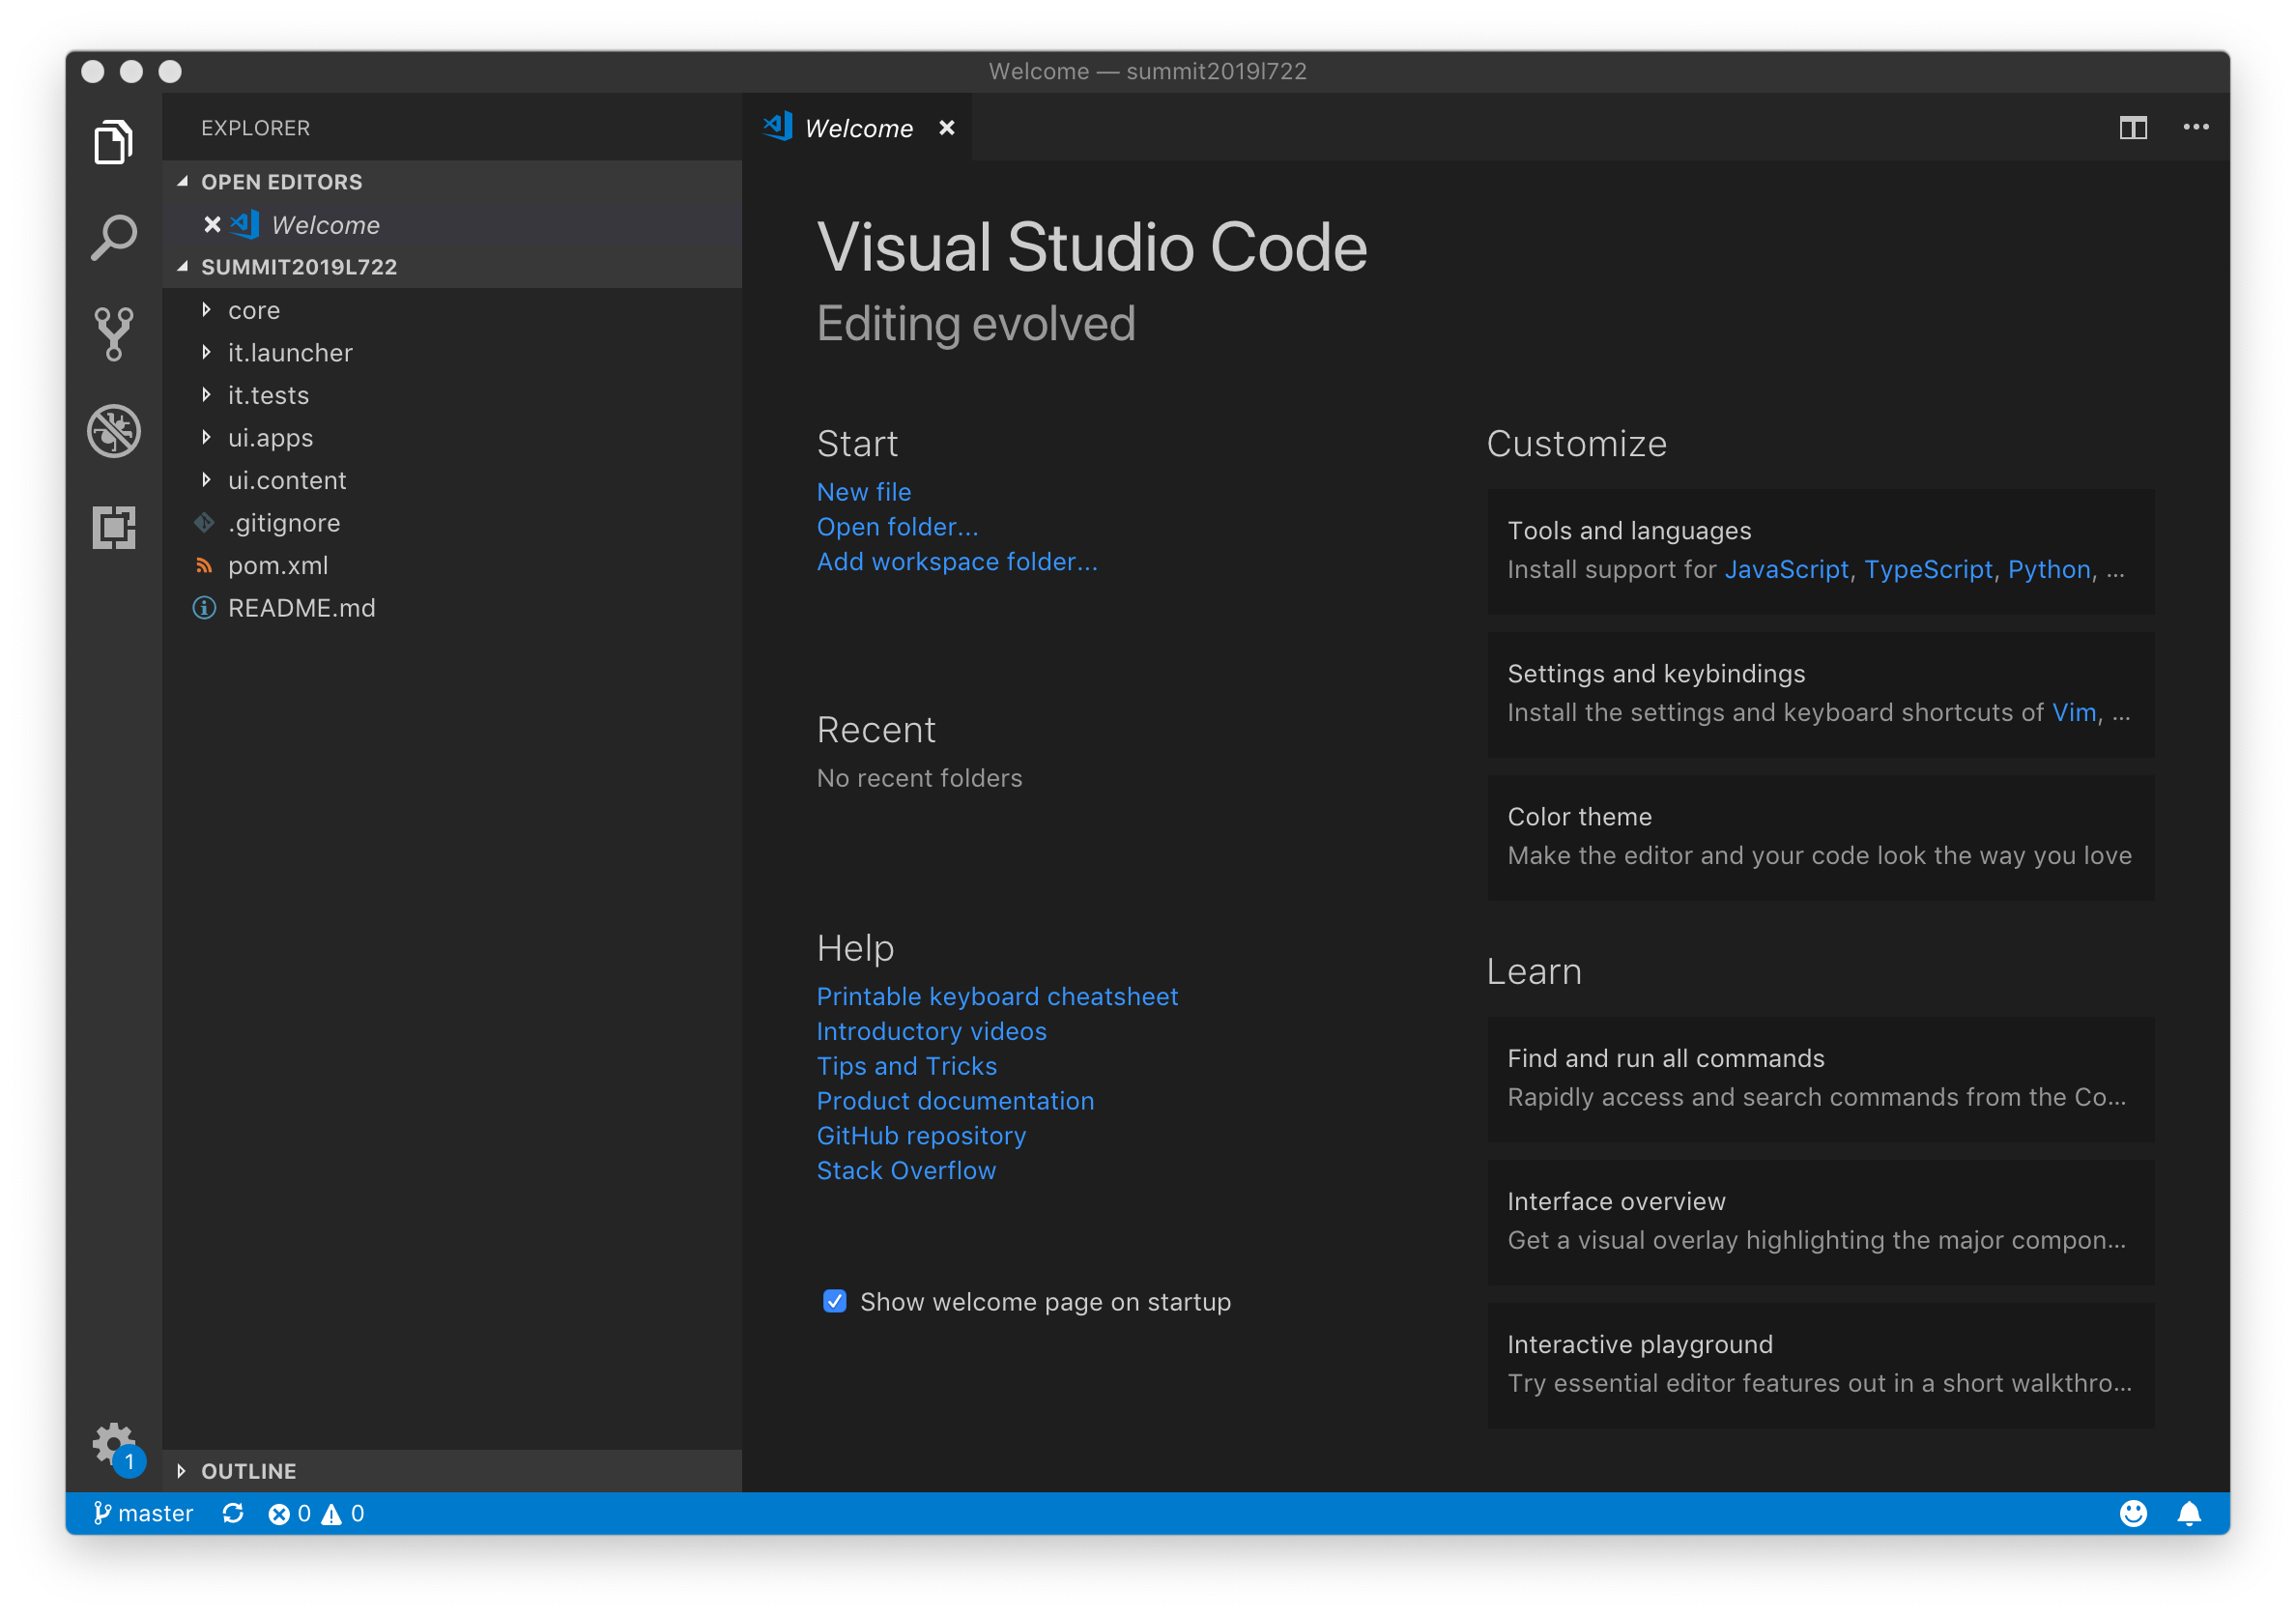 Welcome — summit2019l722
EXPLORER
OPEN EDITORS
Welcome
SUMMIT2019L722
core
it.launcher
it.tests
ui.apps
ui.content
.gitignore
pom.xml
README.md
OUTLINE
1
Welcome
Visual Studio Code
Editing evolved
Start
New file
Open folder...
Add workspace folder...
Recent
No recent folders
Help
Printable keyboard cheatsheet
Introductory videos
Tips and Tricks
Product documentation
GitHub repository
Stack Overflow
Show welcome page on startup
Customize
Tools and languages
Install support for JavaScript, TypeScript, Python, ...
Settings and keybindings
Install the settings and keyboard shortcuts of Vim, ...
Color theme
Make the editor and your code look the way you love
Learn
Find and run all commands
Rapidly access and search commands from the Co...
Interface overview
Get a visual overlay highlighting the major compon...
Interactive playground
Try essential editor features out in a short walkthro...
master 0 0